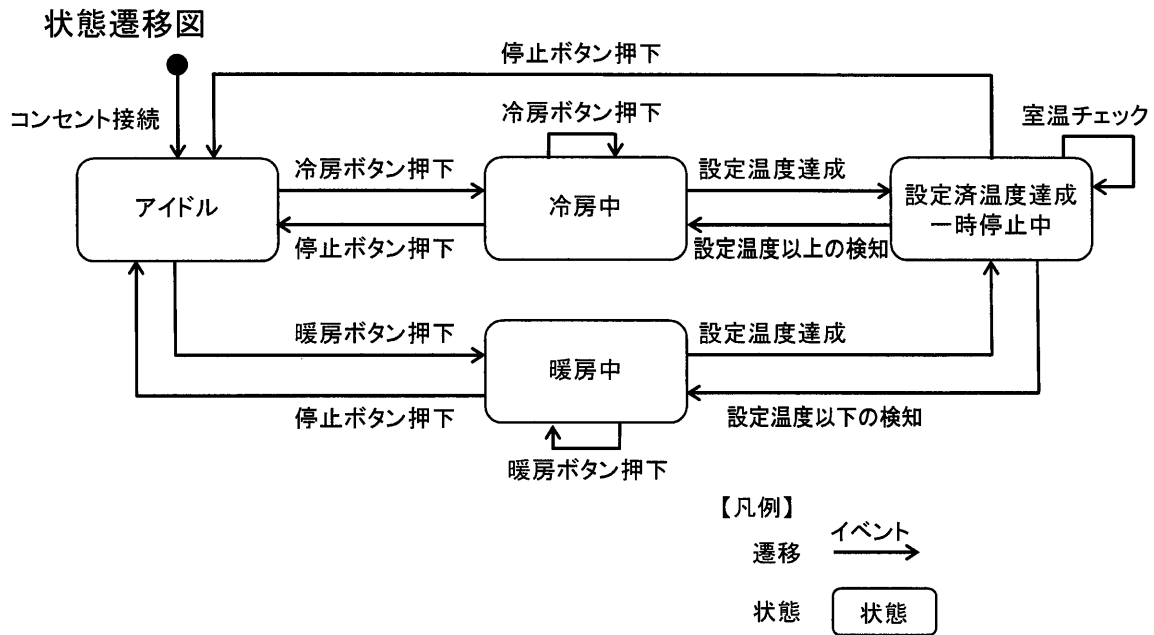 状態遷移図
停止ボタン押下
コンセント接続
冷房ボタン押下
室温チェック
アイドル
冷房ボタン押下
冷房中
設定温度達成
設定済温度達成
一時停止中
停止ボタン押下
設定温度以上の検知
暖房ボタン押下
暖房中
設定温度達成
停止ボタン押下
設定温度以下の検知
暖房ボタン押下
【凡例】
遷移
イベント
状態
状態